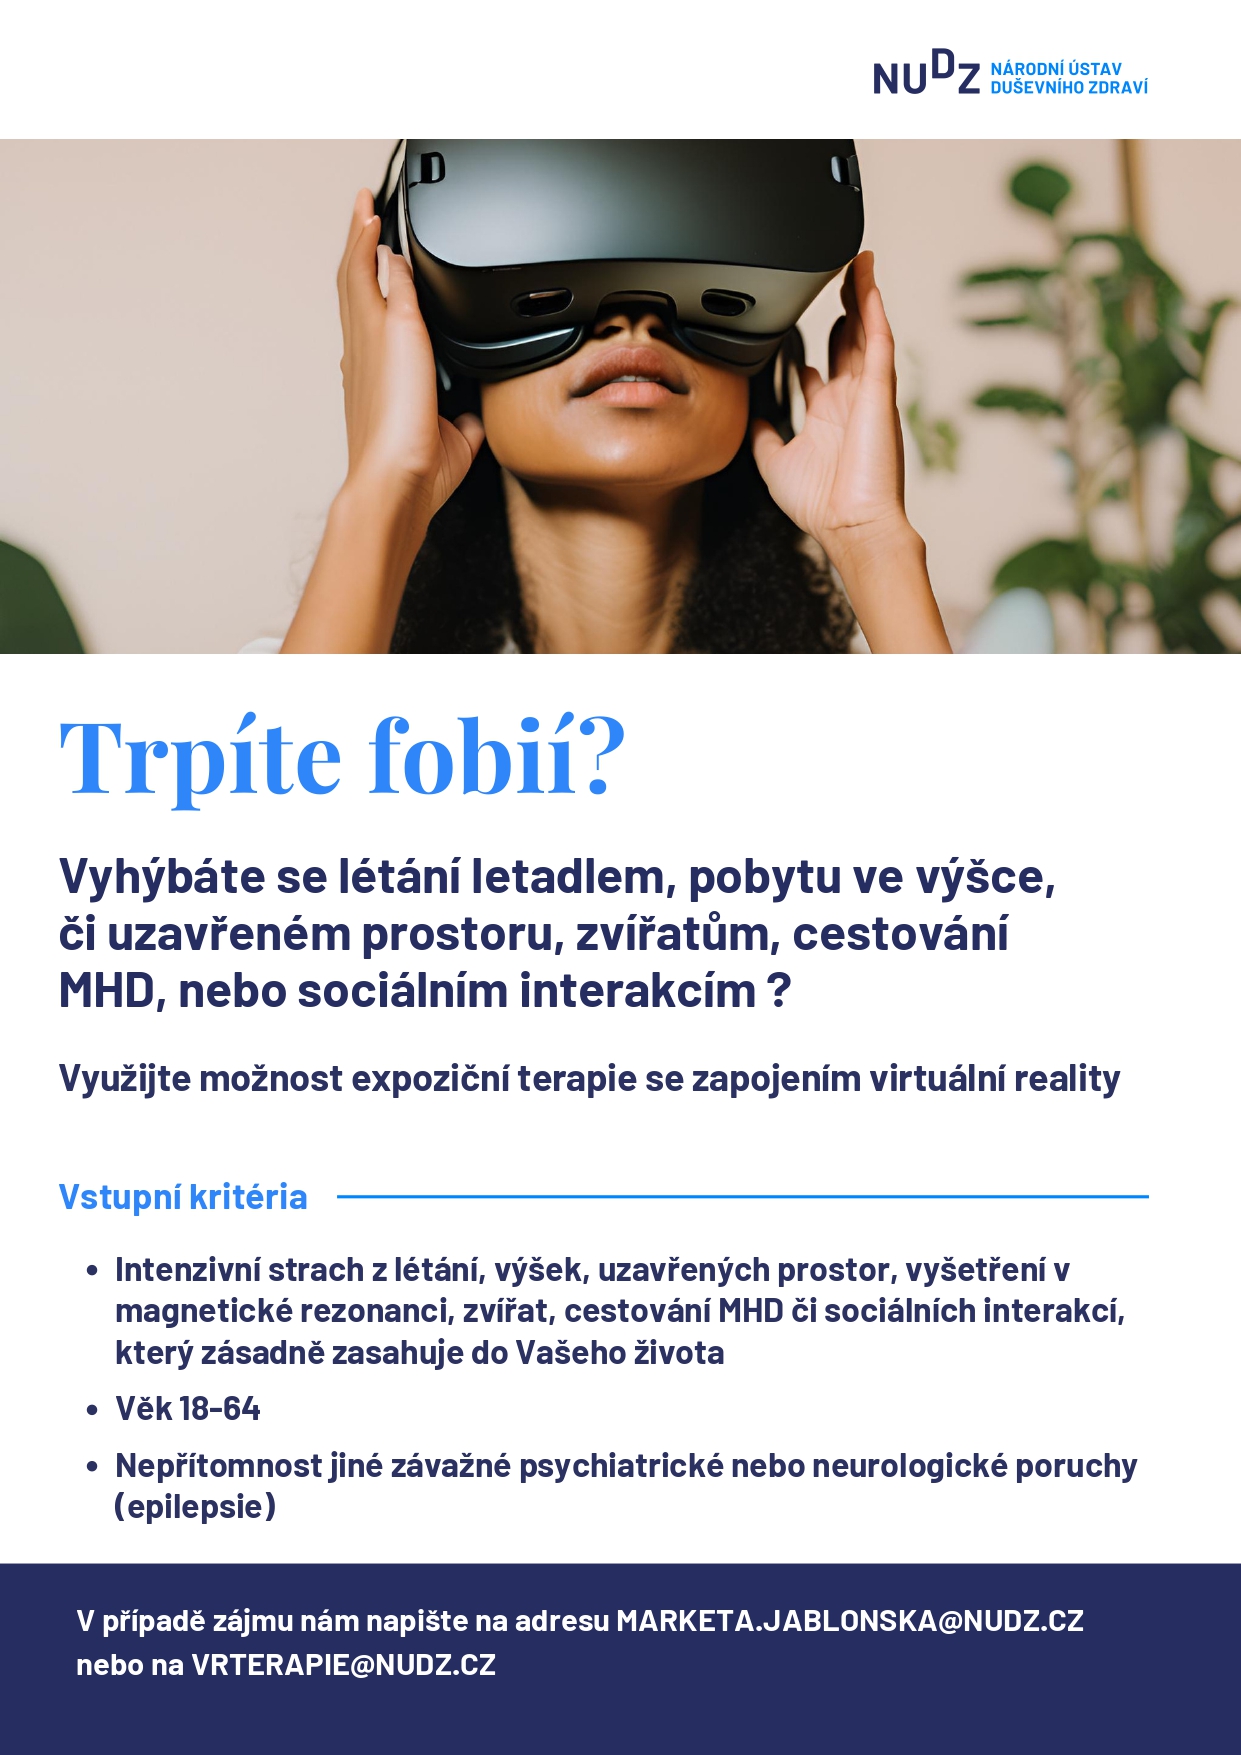 NUDZ NÁRODNÍ ÚSTAV
DUŠEVNÍHO ZDRAVÍ
Trpíte fobií?
Vyhýbáte se létání letadlem, pobytu ve výšce,
či uzavřeném prostoru, zvířatům, cestování
MHD, nebo sociálním interakcím ?
Využijte možnost expoziční terapie se zapojením virtuální reality
Vstupní kritéria
• Intenzivní strach z létání, výšek, uzavřených prostor, vyšetření v
magnetické rezonanci, zvířat, cestování MHD či sociálních interakcí,
který zásadně zasahuje do Vašeho života
• Věk 18-64
• Nepřítomnost jiné závažné psychiatrické nebo neurologické poruchy
(epilepsie)
V případě zájmu nám napište na adresu MARKETA.JABLONSKA@NUDZ.CZ
nebo na VRTERAPIE@NUDZ.CZ